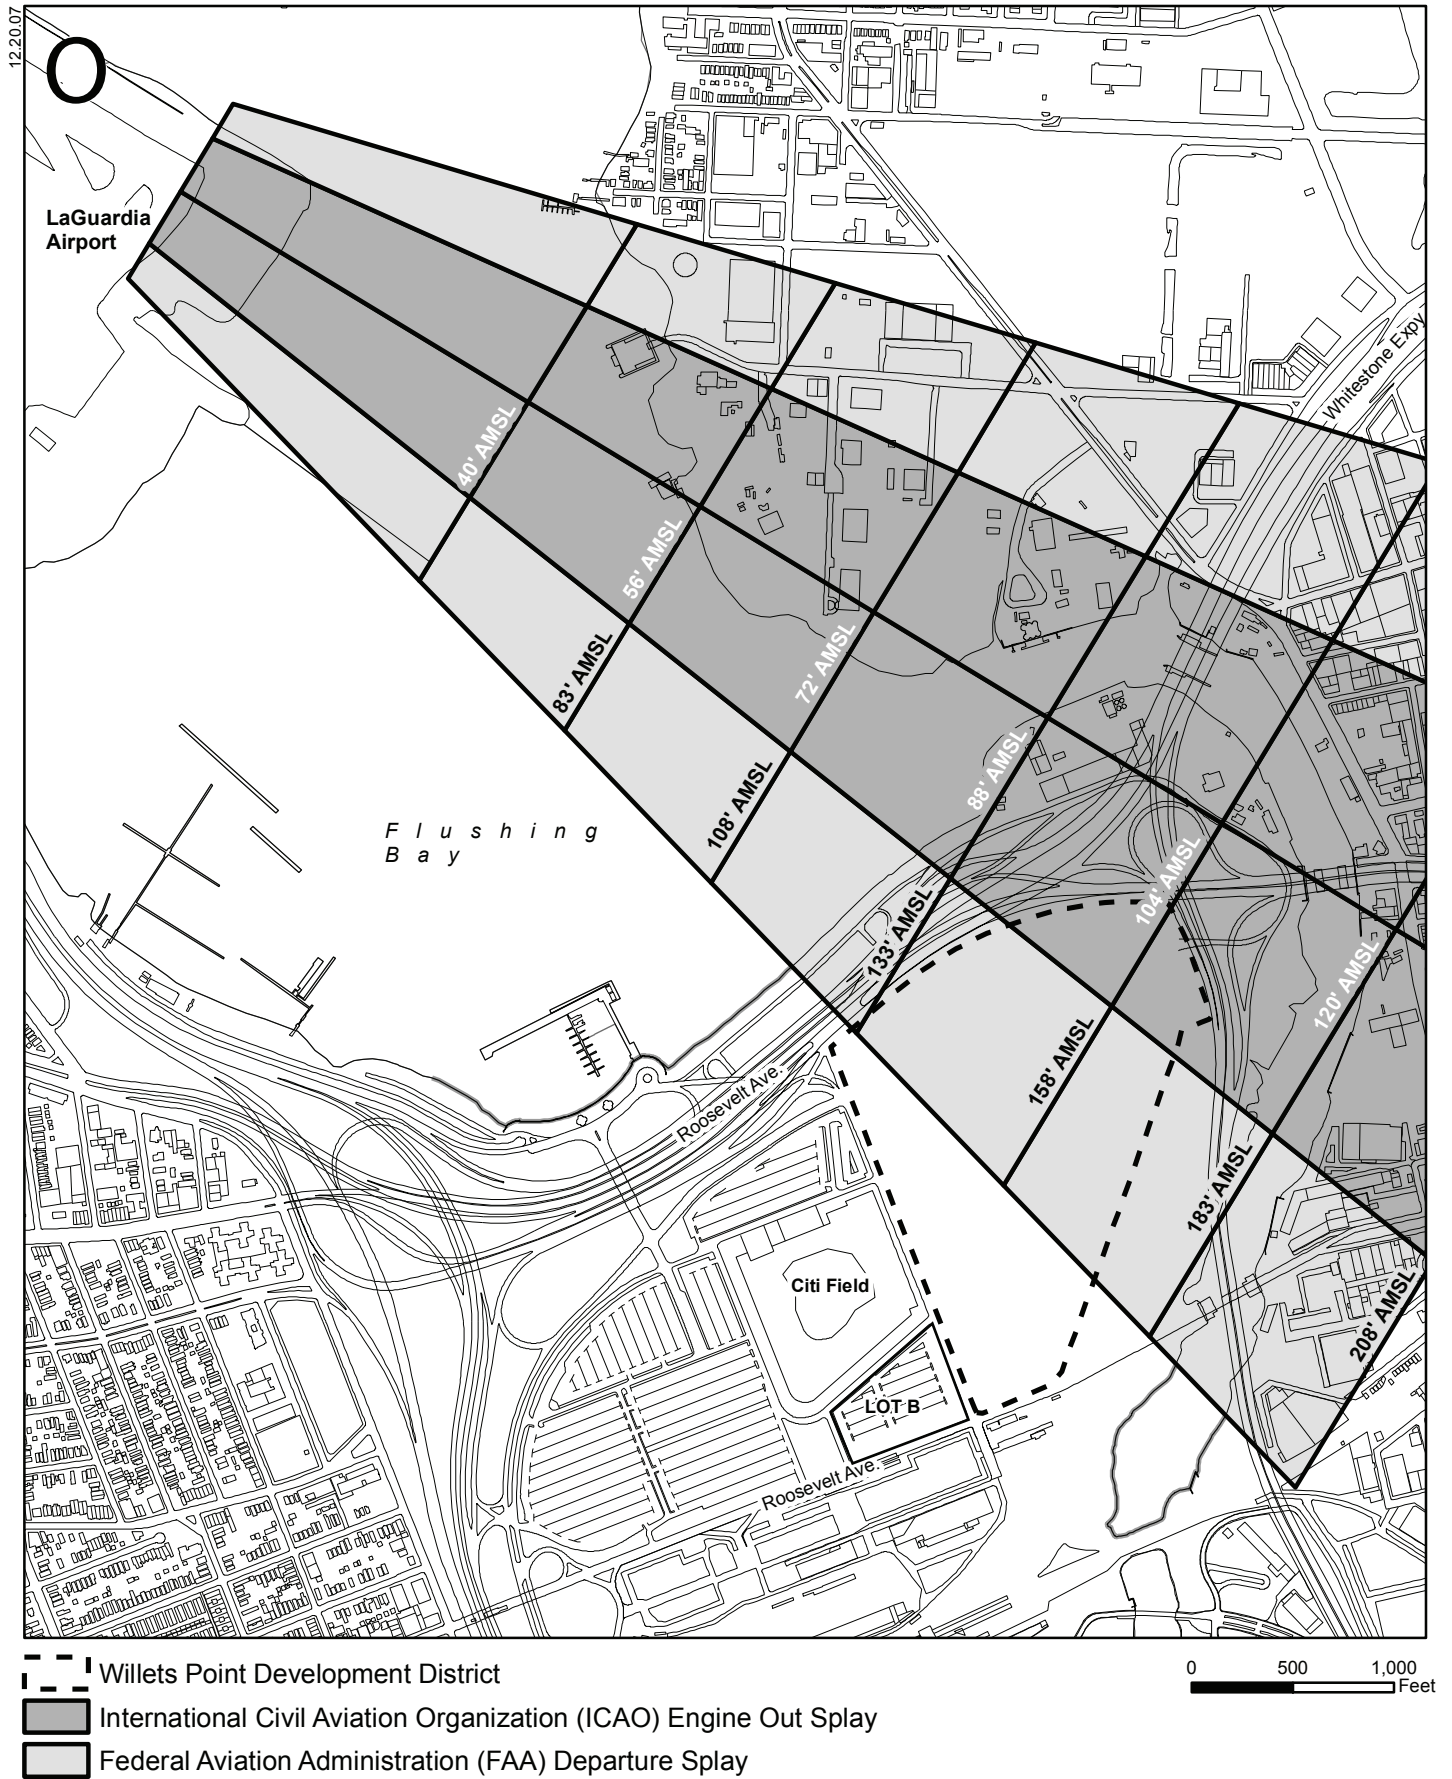 12.20.07
O
LaGuardia
Airport
Whitestone Expy
40' AMSL
56' AMSL
83' AMSL
72' AMSL
108' AMSL
88' AMSL
Flushing
Bay
133' AMSL
104' AMSL
120' AMSL
158' AMSL
Roosevelt Ave.
183' AMSL
Citi Field
208' AMSL
LOT B
Roosevelt Ave.
Willets Point Development District
International Civil Aviation Organization (ICAO) Engine Out Splay
Federal Aviation Administration (FAA) Departure Splay
0 500 1,000
Feet